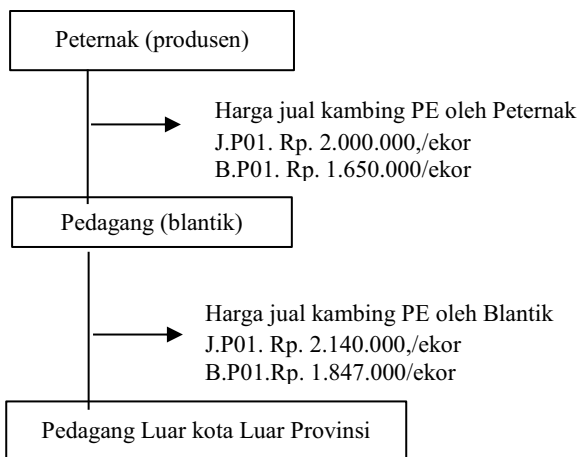 Peternak (produsen)
Harga jual kambing PE oleh Peternak
J.P01. Rp. 2.000.000,/ekor
B.P01. Rp. 1.650.000/ekor
Pedagang (blantik)
Harga jual kambing PE oleh Blantik
J.P01. Rp. 2.140.000,/ekor
B.P01.Rp. 1.847.000/ekor
Pedagang Luar kota Luar Provinsi